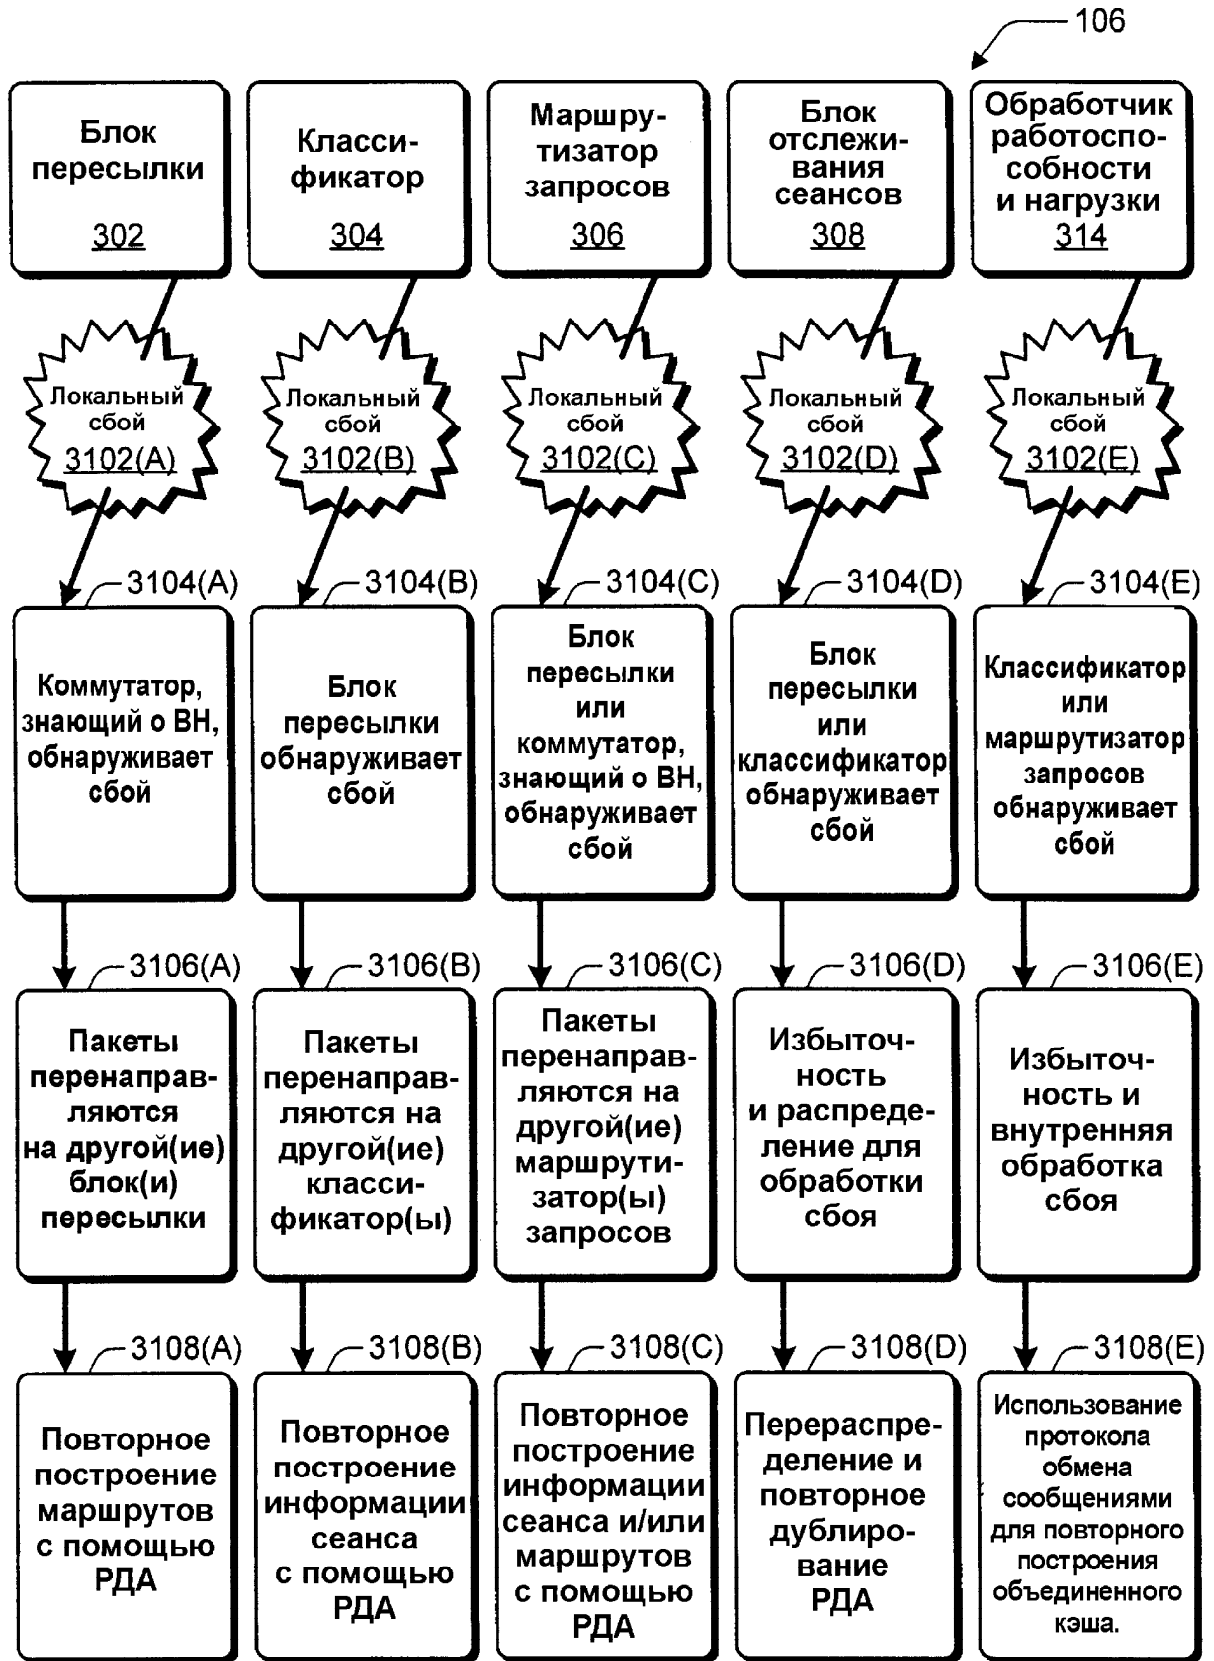 106
Блок
пересылки
302
Класси-
фикатор
304
Маршру-
тизатор
запросов
306
Блок
отслежи-
вания
сеансов
308
Обработчик
работоспо-
собности
и нагрузки
314
Локальный
сбой
3102(A)
Локальный
сбой
3102(B)
Локальный
сбой
3102(C)
Локальный
сбой
3102(D)
Локальный
сбой
3102(E)
3104(A)
Коммутатор,
знающий о ВН,
обнаруживает
сбой
3104(B)
Блок
пересылки
обнаруживает
сбой
3104(C)
Блок
пересылки
или
коммутатор,
знающий о ВН,
обнаруживает
сбой
3104(D)
Блок
пересылки
или
классификатор
обнаруживает
сбой
3104(E)
Классификатор
или
маршрутизатор
запросов
обнаруживает
сбой
3106(A)
Пакеты
перенаправ-
ляются
на другой(ие)
блок(и)
пересылки
3106(B)
Пакеты
перенаправ-
ляются на
другой(ие)
класси-
фикатор(ы)
3106(C)
Пакеты
перенаправ-
ляются на
другой(ие)
маршрути-
затор(ы)
запросов
3106(D)
Избыточ-
ность
и распреде-
ление для
обработки
сбоя
3106(E)
Избыточ-
ность и
внутренняя
обработка
сбоя
3108(A)
Повторное
построение
маршрутов
с помощью
РДА
3108(B)
Повторное
построение
информации
сеанса
с помощью
РДА
3108(C)
Повторное
построение
информации
сеанса и/или
маршрутов
с помощью
РДА
3108(D)
Перераспре-
деление и
повторное
дублиро-
вание
РДА
3108(E)
Использование
протокола
обмена
сообщениями
для повторного
построения
объединенного
кэша.